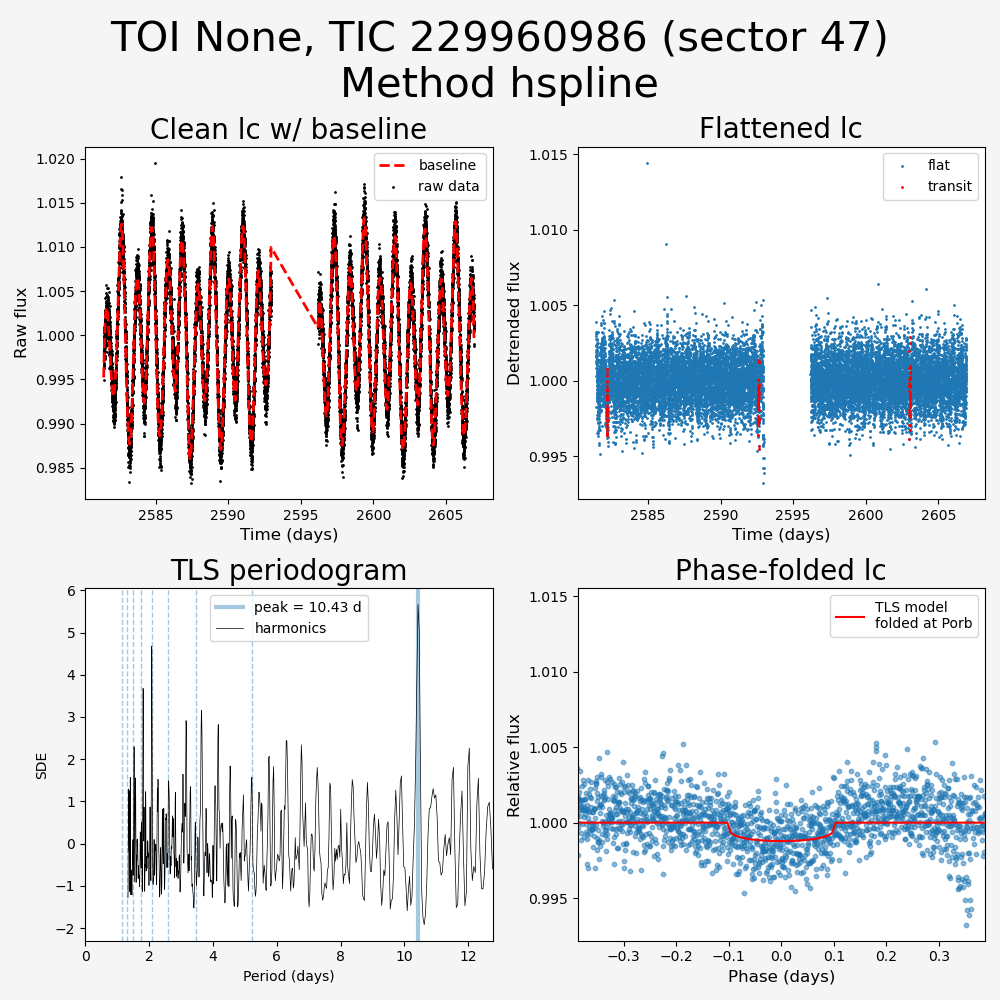 TOI None, TIC 229960986 (sector 47)
Method hspline
Clean lc w/ baseline
Raw flux
1.020
1.015
1.010
1.005
1.000
0.995
0.990
0.985
baseline
raw data
2585
2590
2595
2600
2605
Time (days)
Flattened lc
Detrended flux
1.015
1.010
1.005
1.000
0.995
flat
transit
2585
2590
2595
2600
2605
Time (days)
TLS periodogram
SDE
6
5
4
3
2
1
0
−1
−2
peak = 10.43 d
harmonics
0
2
4
6
8
10
12
Period (days)
Phase-folded lc
Relative flux
1.015
1.010
1.005
1.000
0.995
TLS model
folded at Porb
−0.3
−0.2
−0.1
0.0
0.1
0.2
0.3
Phase (days)